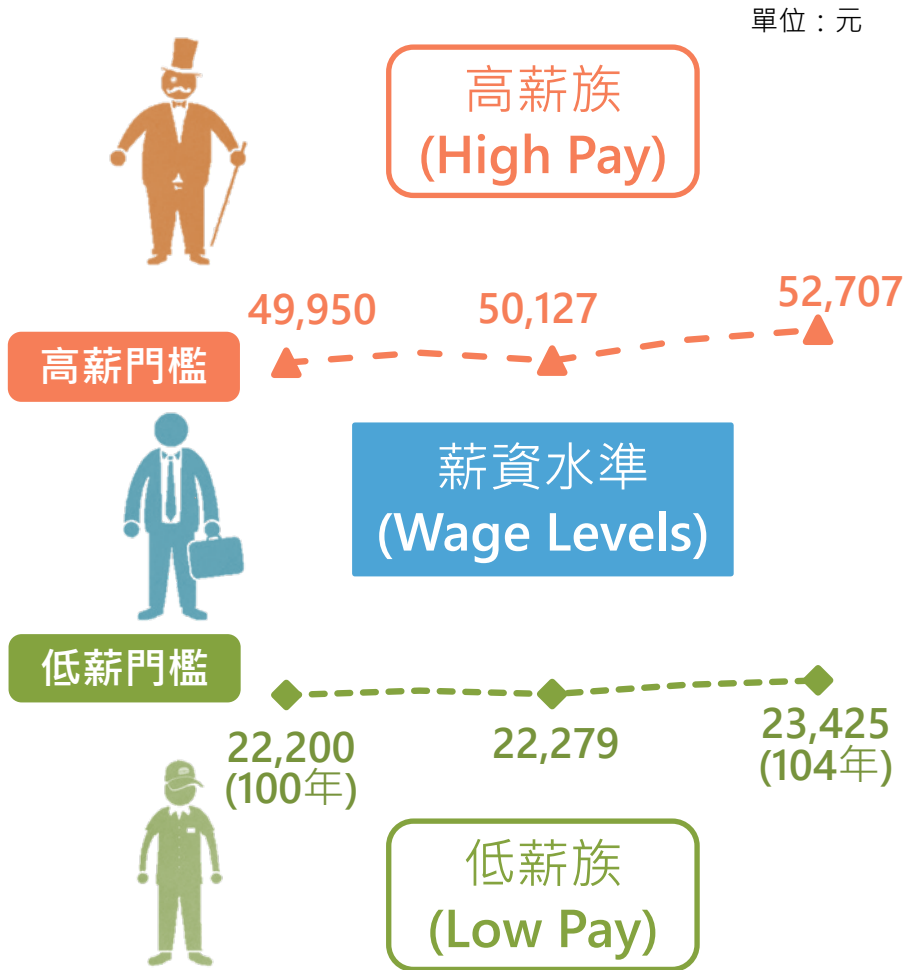 單位：元
高薪族
(High Pay)
49,950
50,127
52,707
高薪門檻
薪資水準
(Wage Levels)
低薪門檻
22,200
(100年)
22,279
23,425
(104年)
低薪族
(Low Pay)